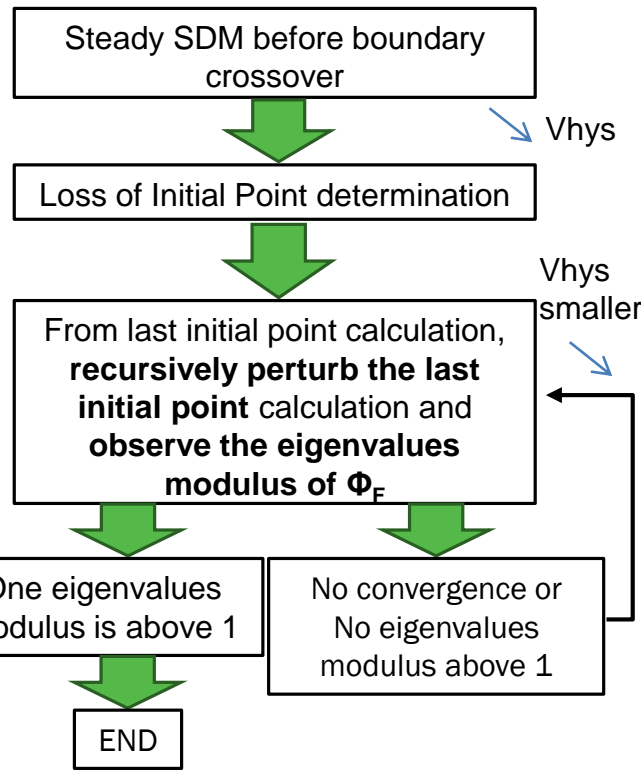 Steady SDM before boundary
crossover
Vhys
Loss of Initial Point determination
Vhys
smaller
From last initial point calculation,
recursively perturb the last
initial point calculation and
observe the eigenvalues
modulus of ΦF
One eigenvalues
modulus is above 1
No convergence or
No eigenvalues
modulus above 1
END